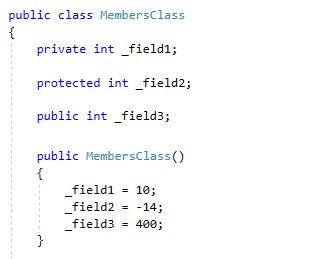 public class MembersClass
{
private int _field1;
protected int _field2;
public int _field3;
public MembersClass()
{
_field1 = 10;
_field2 = -14;
_field3 = 400;
}